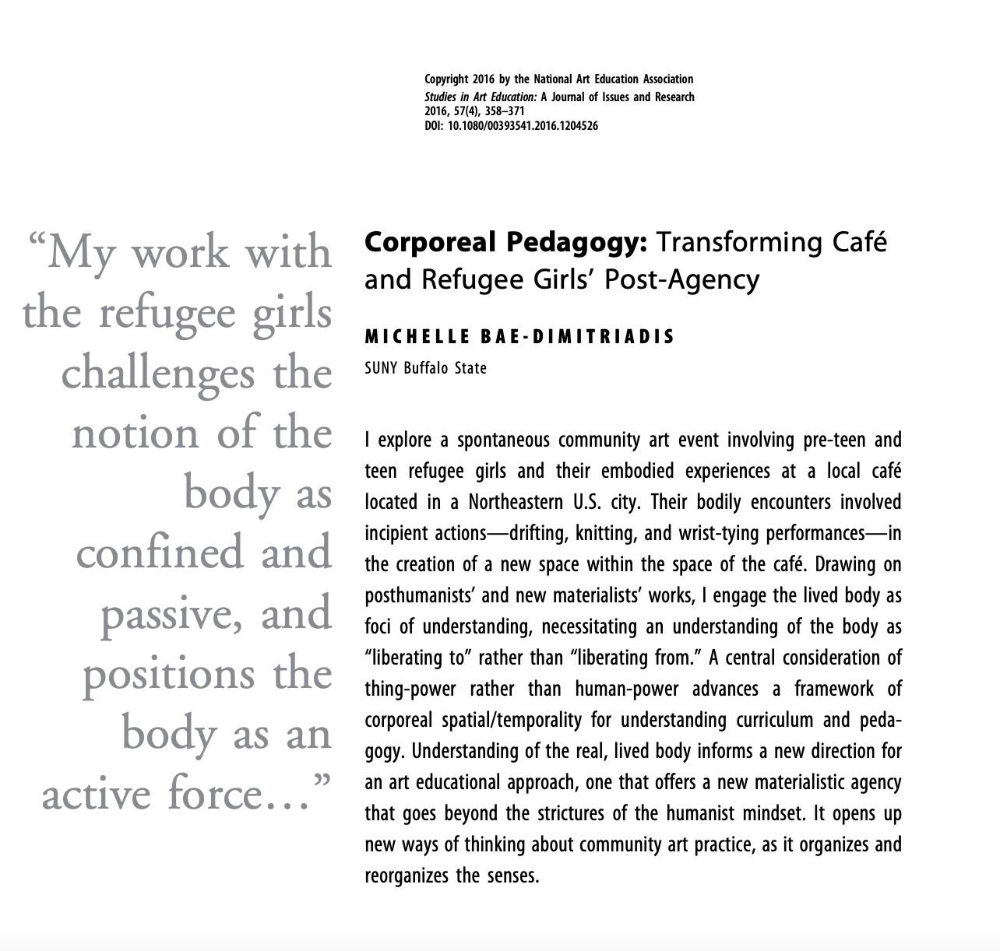 Copyright 2016 by the National Art Education Association
Studies in Art Education: A Journal of Issues and Research
2016, 57(4), 358–371
DOI: 10.1080/00393541.2016.1204526
“My work with
the refugee girls
challenges the
notion of the
body as
confined and
passive, and
positions the
body as an
active force…”
Corporeal Pedagogy: Transforming Café
and Refugee Girls’ Post-Agency
MICHELLE BAE-DIMITRIADIS
SUNY Buffalo State
I explore a spontaneous community art event involving pre-teen and
teen refugee girls and their embodied experiences at a local café
located in a Northeastern U.S. city. Their bodily encounters involved
incipient actions—drifting, knitting, and wrist-tying performances—in
the creation of a new space within the space of the café. Drawing on
posthumanists’ and new materialists’ works, I engage the lived body as
foci of understanding, necessitating an understanding of the body as
“liberating to” rather than “liberating from.” A central consideration of
thing-power rather than human-power advances a framework of
corporeal spatial/temporality for understanding curriculum and peda-
gogy. Understanding of the real, lived body informs a new direction for
an art educational approach, one that offers a new materialistic agency
that goes beyond the strictures of the humanist mindset. It opens up
new ways of thinking about community art practice, as it organizes and
reorganizes the senses.